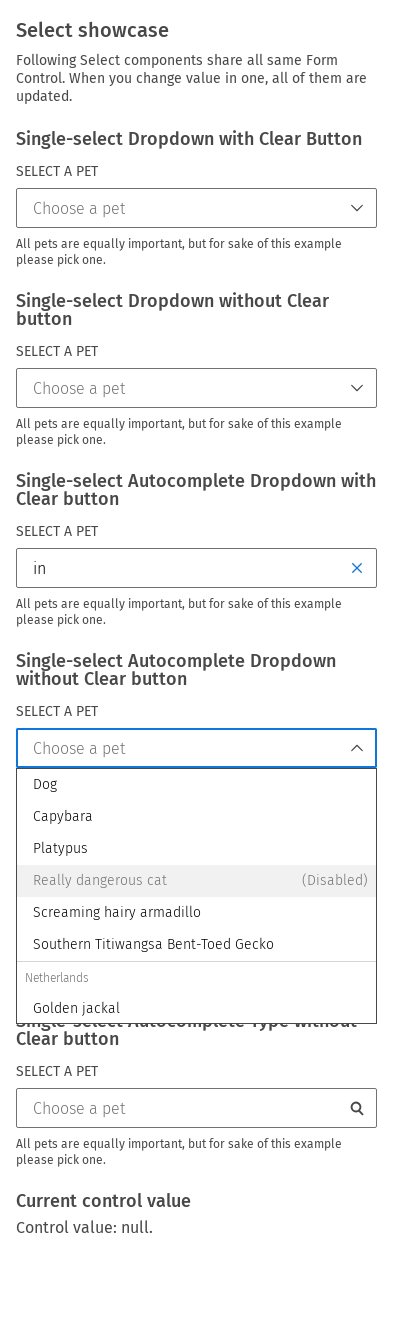 Select showcase
Following Select components share all same Form
Control. When you change value in one, all of them are
updated.
Single-select Dropdown with Clear Button
SELECT A PET
Choose a pet
All pets are equally important, but for sake of this example
please pick one.
Single-select Dropdown without Clear
button
SELECT A PET
Choose a pet
All pets are equally important, but for sake of this example
please pick one.
Single-select Autocomplete Dropdown with
Clear button
SELECT A PET
in
All pets are equally important, but for sake of this example
please pick one.
Single-select Autocomplete Dropdown
without Clear button
SELECT A PET
Choose a pet
Dog
Capybara
Platypus
Really dangerous cat (Disabled)
Screaming hairy armadillo
Southern Titiwangsa Bent-Toed Gecko
Netherlands
Golden jackal
Single-select Autocomplete Type without
Clear button
SELECT A PET
Choose a pet
All pets are equally important, but for sake of this example
please pick one.
Current control value
Control value: null.